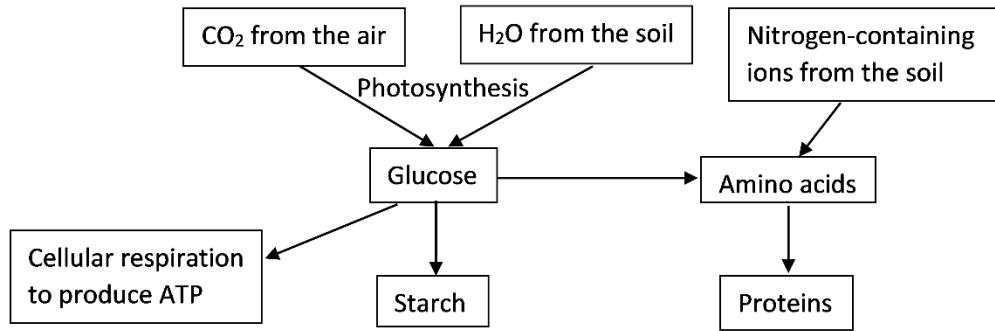 CO₂ from the air
H₂O from the soil
Nitrogen-containing
ions from the soil
Photosynthesis
Glucose
Amino acids
Cellular respiration
to produce ATP
Starch
Proteins